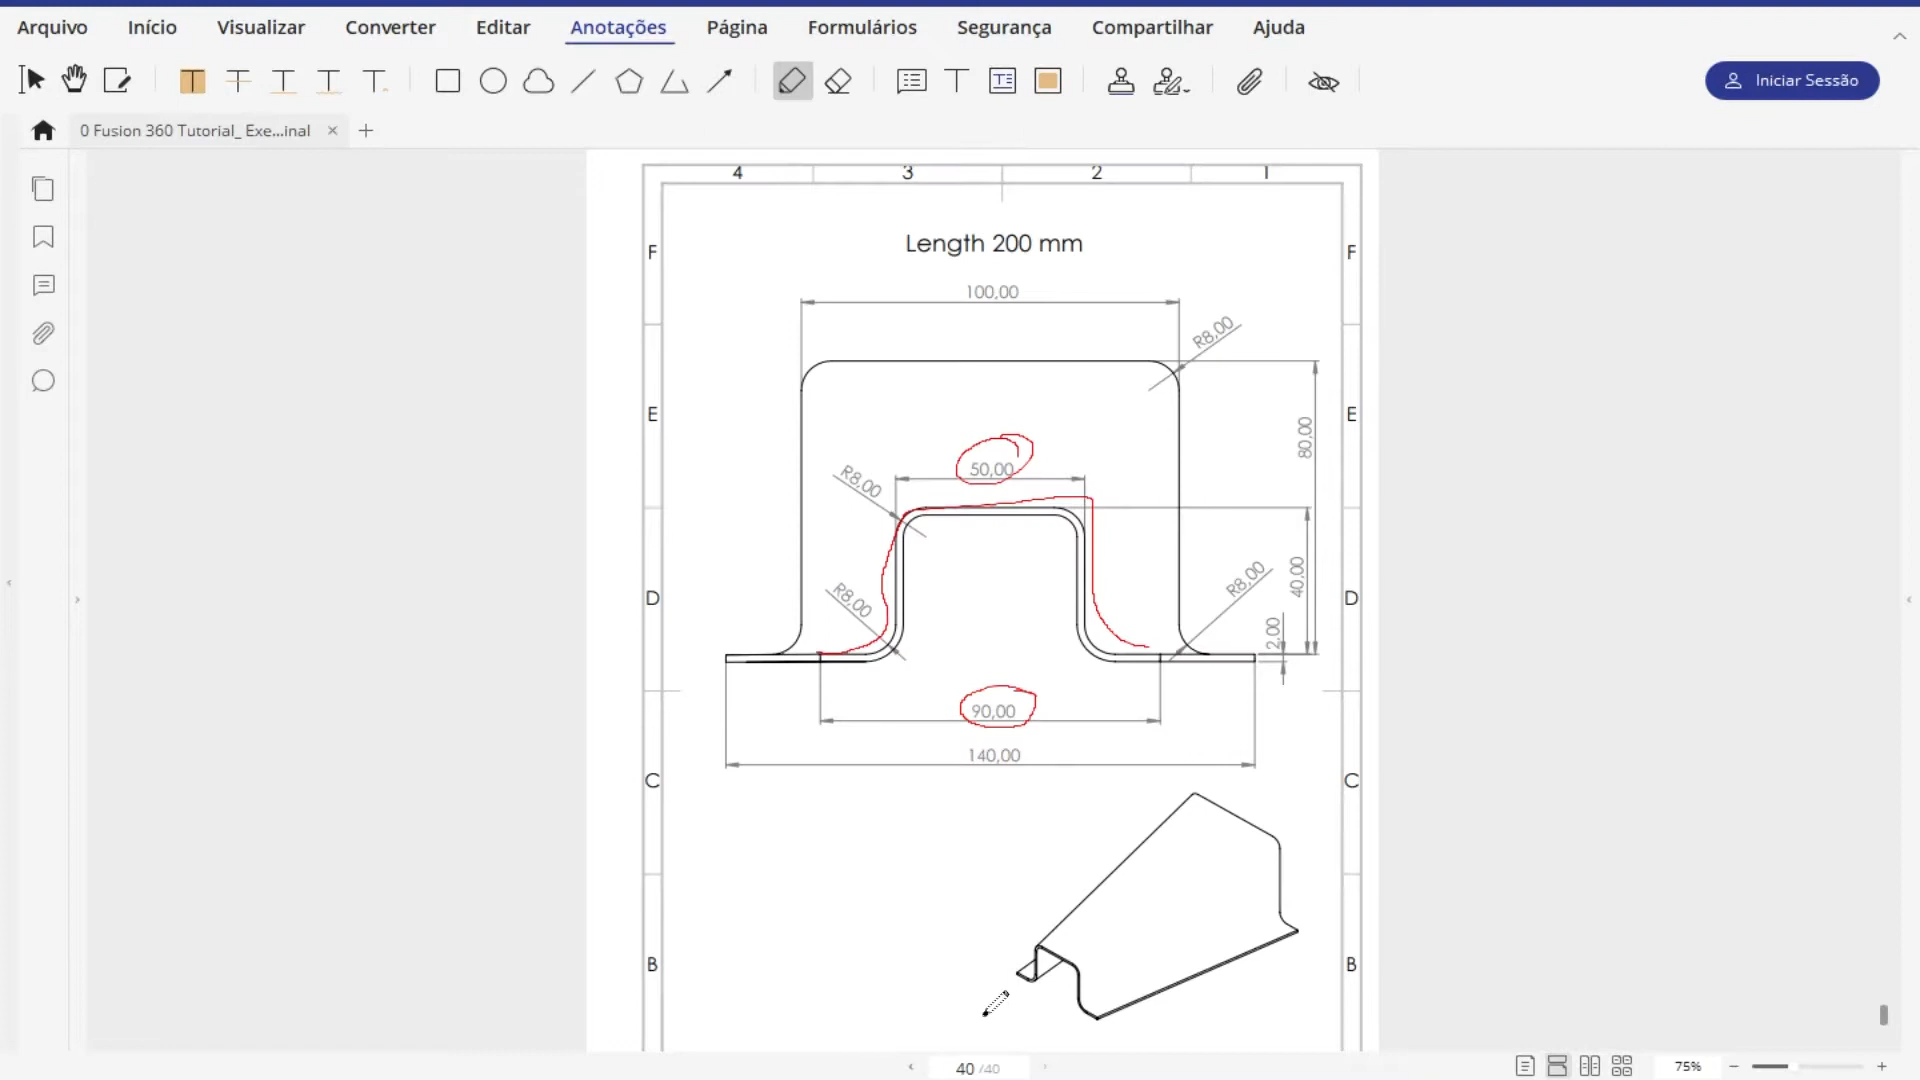 Arquivo Início Visualizar Converter Editar Anotações Página Formulários Segurança Compartilhar Ajuda
Iniciar Sessão
0 Fusion 360 Tutorial_ Exe...inal
4 3 2 1
F Length 200 mm F
100,00
R8,00
E E
80,00
50,00
R8,00
40,00
R8,00
R8,00
D D
2,00
90,00
140,00
C C
B B
40 /40
75%